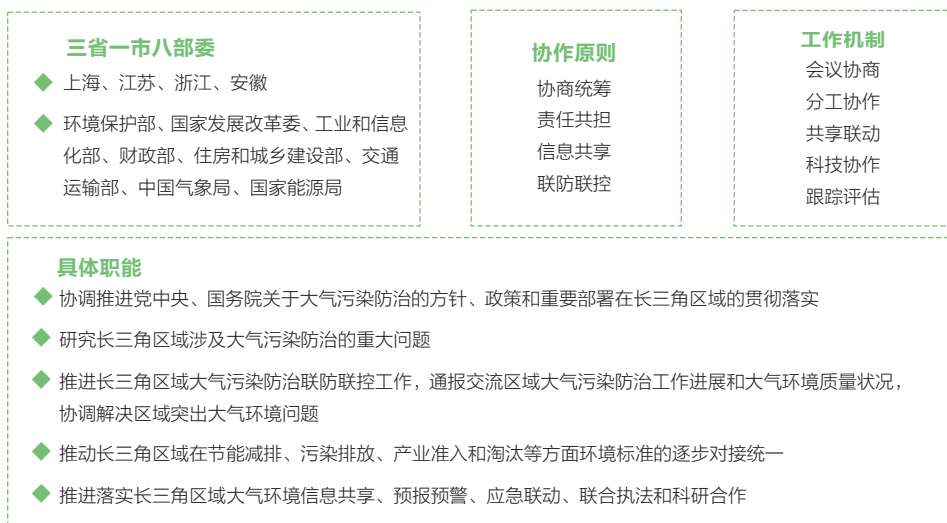 三省一市八部委
上海、江苏、浙江、安徽
环境保护部、国家发展改革委、工业和信息
化部、财政部、住房和城乡建设部、交通
运输部、中国气象局、国家能源局
协作原则
协商统筹
责任共担
信息共享
联防联控
工作机制
会议协商
分工协作
共享联动
科技协作
跟踪评估
具体职能
协调推进党中央、国务院关于大气污染防治的方针、政策和重要部署在长三角区域的贯彻落实
研究长三角区域涉及大气污染防治的重大问题
推进长三角区域大气污染防治联防联控工作，通报交流区域大气污染防治工作进展和大气环境质量状况，
协调解决区域突出大气环境问题
推动长三角区域在节能减排、污染排放、产业准入和淘汰等方面环境标准的逐步对接统一
推进落实长三角区域大气环境信息共享、预报预警、应急联动、联合执法和科研合作